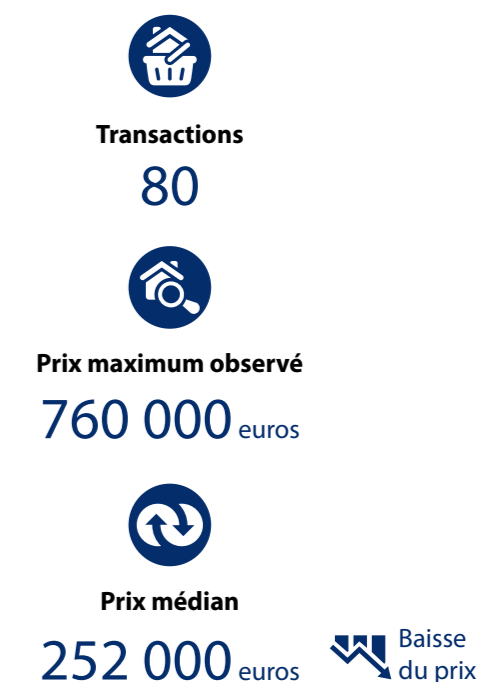 Transactions
80
Prix maximum observé
760 000 euros
Prix médian
252 000 euros
Baisse
du prix